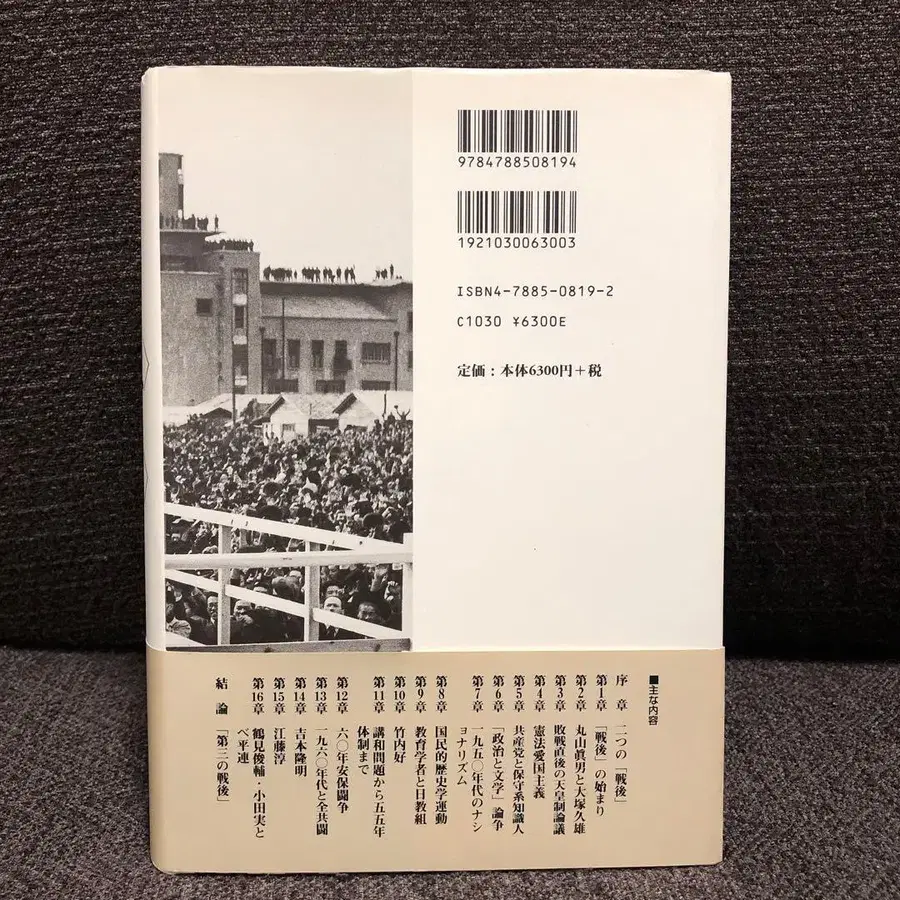 9784788508194
1921030063003
ISBN4-7885-0819-2
C1030 ¥6300E
定価：本体6300円＋税
■主な内容
序　章　二つの「戦後」
第1章　「戦後」の始まり
第2章　丸山眞男と大塚久雄
第3章　敗戦直後の天皇制論議
第4章　憲法愛国主義
第5章　共産党と保守系知識人
第6章　「政治と文学」論争
第7章　一九五〇年代のナシ
ョナリズム
第8章　国民的歴史学運動
第9章　教育学者と日教組
第10章　竹内好
第11章　講和問題から五五年
体制まで
第12章　六〇年安保闘争
第13章　一九六〇年代と全共闘
第14章　吉本隆明
第15章　江藤淳
第16章　鶴見俊輔・小田実と
ベ平連
結　論　「第三の戦後」